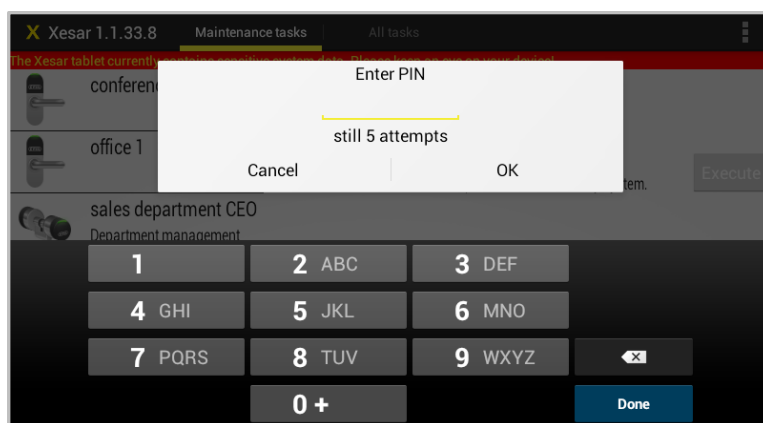 X Xesar 1.1.33.8 Maintenance tasks All tasks
The Xesar tablet currently contains sensitive system data. Please keep an eye on your device!
Enter PIN
still 5 attempts
Cancel OK
office 1
tem.
Execute
sales department CEO
Department management
1 2 ABC 3 DEF
4 GHI 5 JKL 6 MNO
7 PQRS 8 TUV 9 WXYZ
0 +
Done